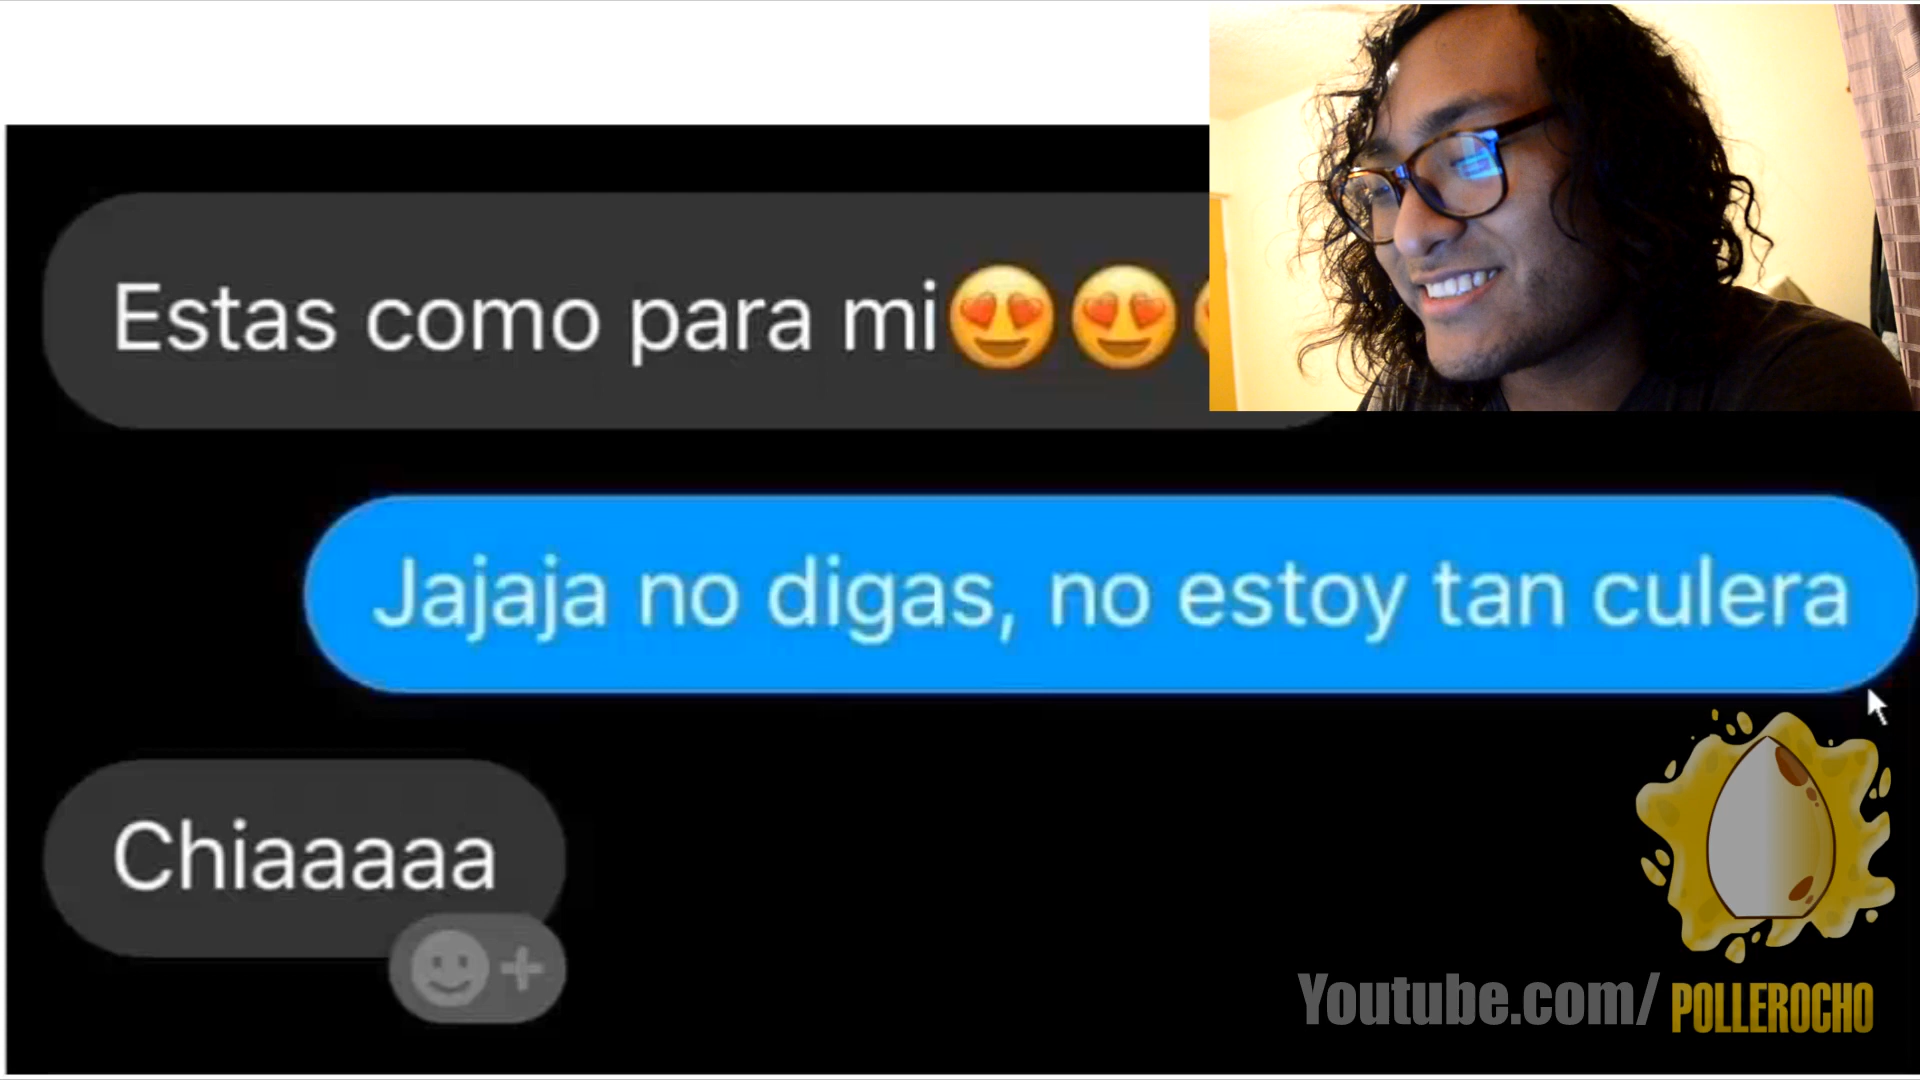 Estas como para mi😍😍
Jajaja no digas, no estoy tan culera
Chiaaaaa
Youtube.com/ POLLEROCHO